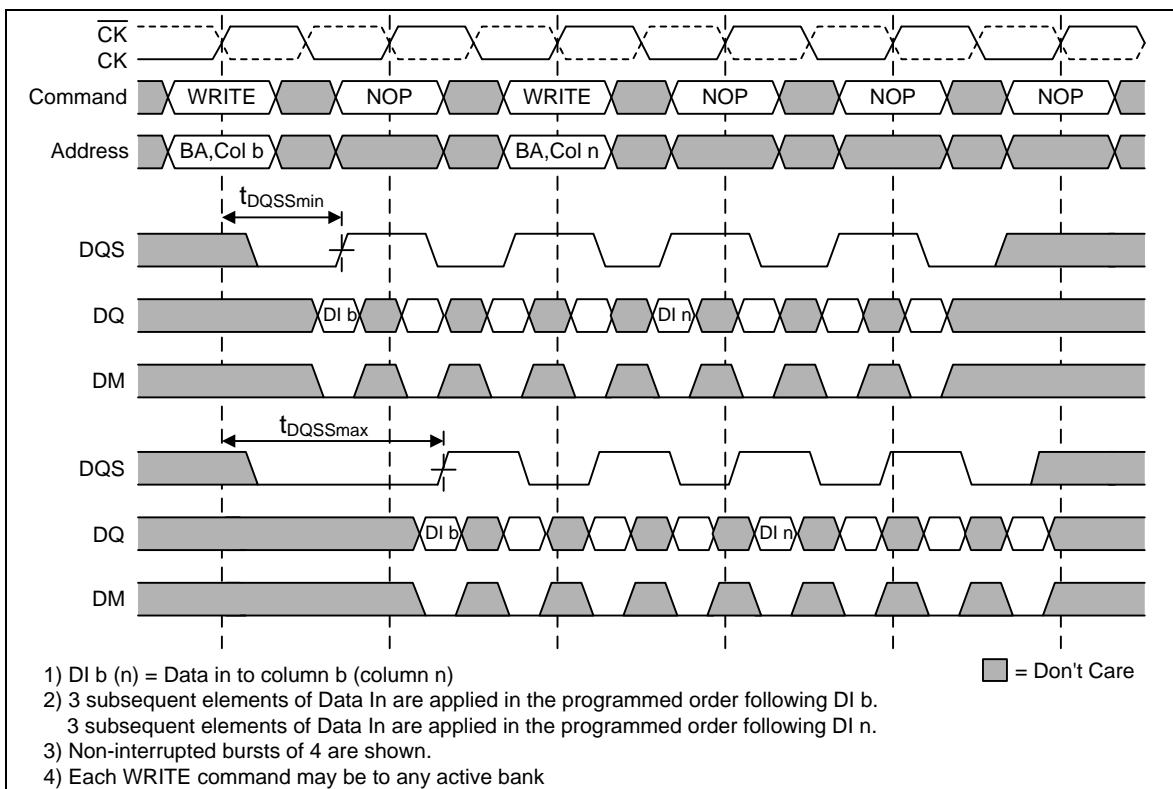 CK
CK
Command WRITE NOP WRITE NOP NOP NOP
Address BA,Col b BA,Col n
tDQSSmin
DQS
DQ DI b DI n
DM
tDQSSmax
DQS
DQ DI b DI n
DM
1) DI b (n) = Data in to column b (column n)
= Don't Care
2) 3 subsequent elements of Data In are applied in the programmed order following DI b.
3 subsequent elements of Data In are applied in the programmed order following DI n.
3) Non-interrupted bursts of 4 are shown.
4) Each WRITE command may be to any active bank